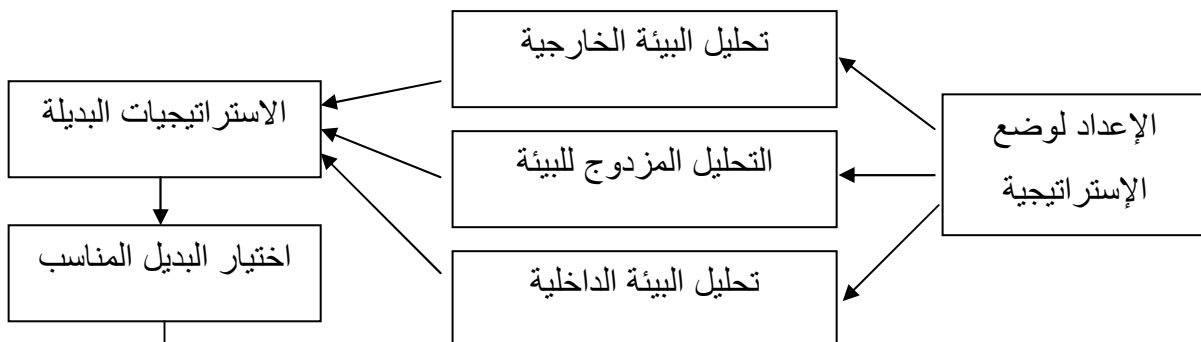 الإعداد لوضع
الإستراتيجية
تحليل البيئة الخارجية
التحليل المزدوج للبيئة
تحليل البيئة الداخلية
الاستراتيجيات البديلة
اختيار البديل المناسب